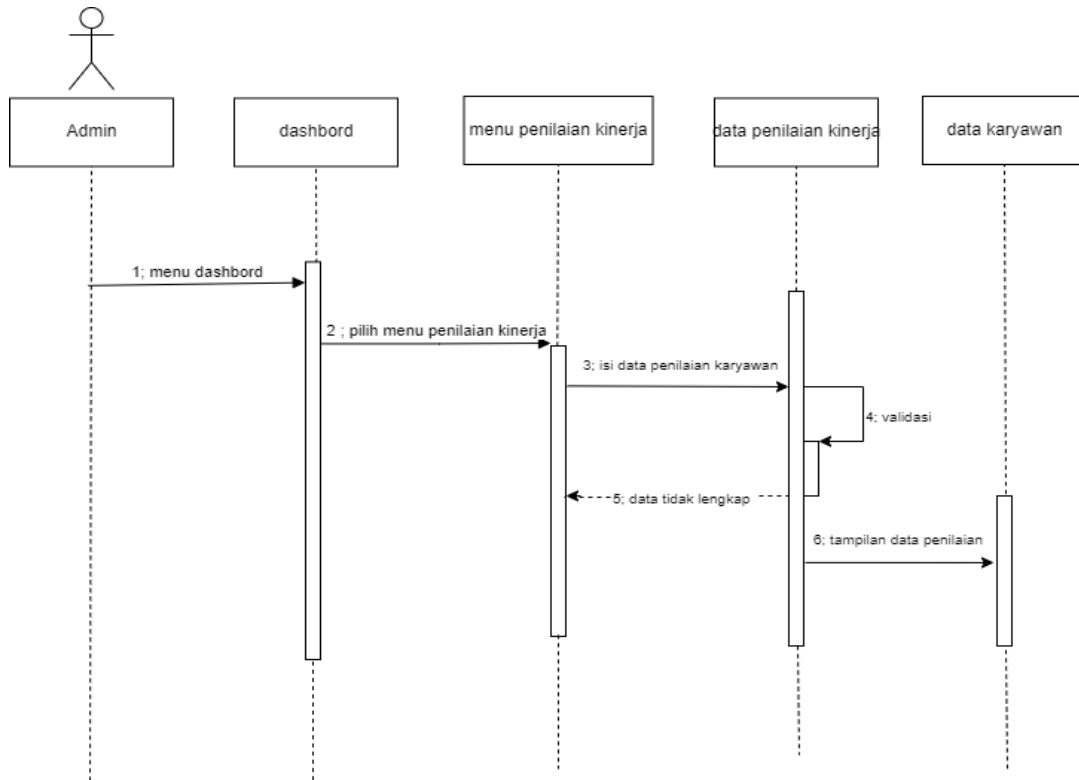 Admin
dashbord
menu penilaian kinerja
data penilaian kinerja
data karyawan
1; menu dashbord
2 ; pilih menu penilaian kinerja
3; isi data penilaian karyawan
4; validasi
5; data tidak lengkap
6; tampilan data penilaian